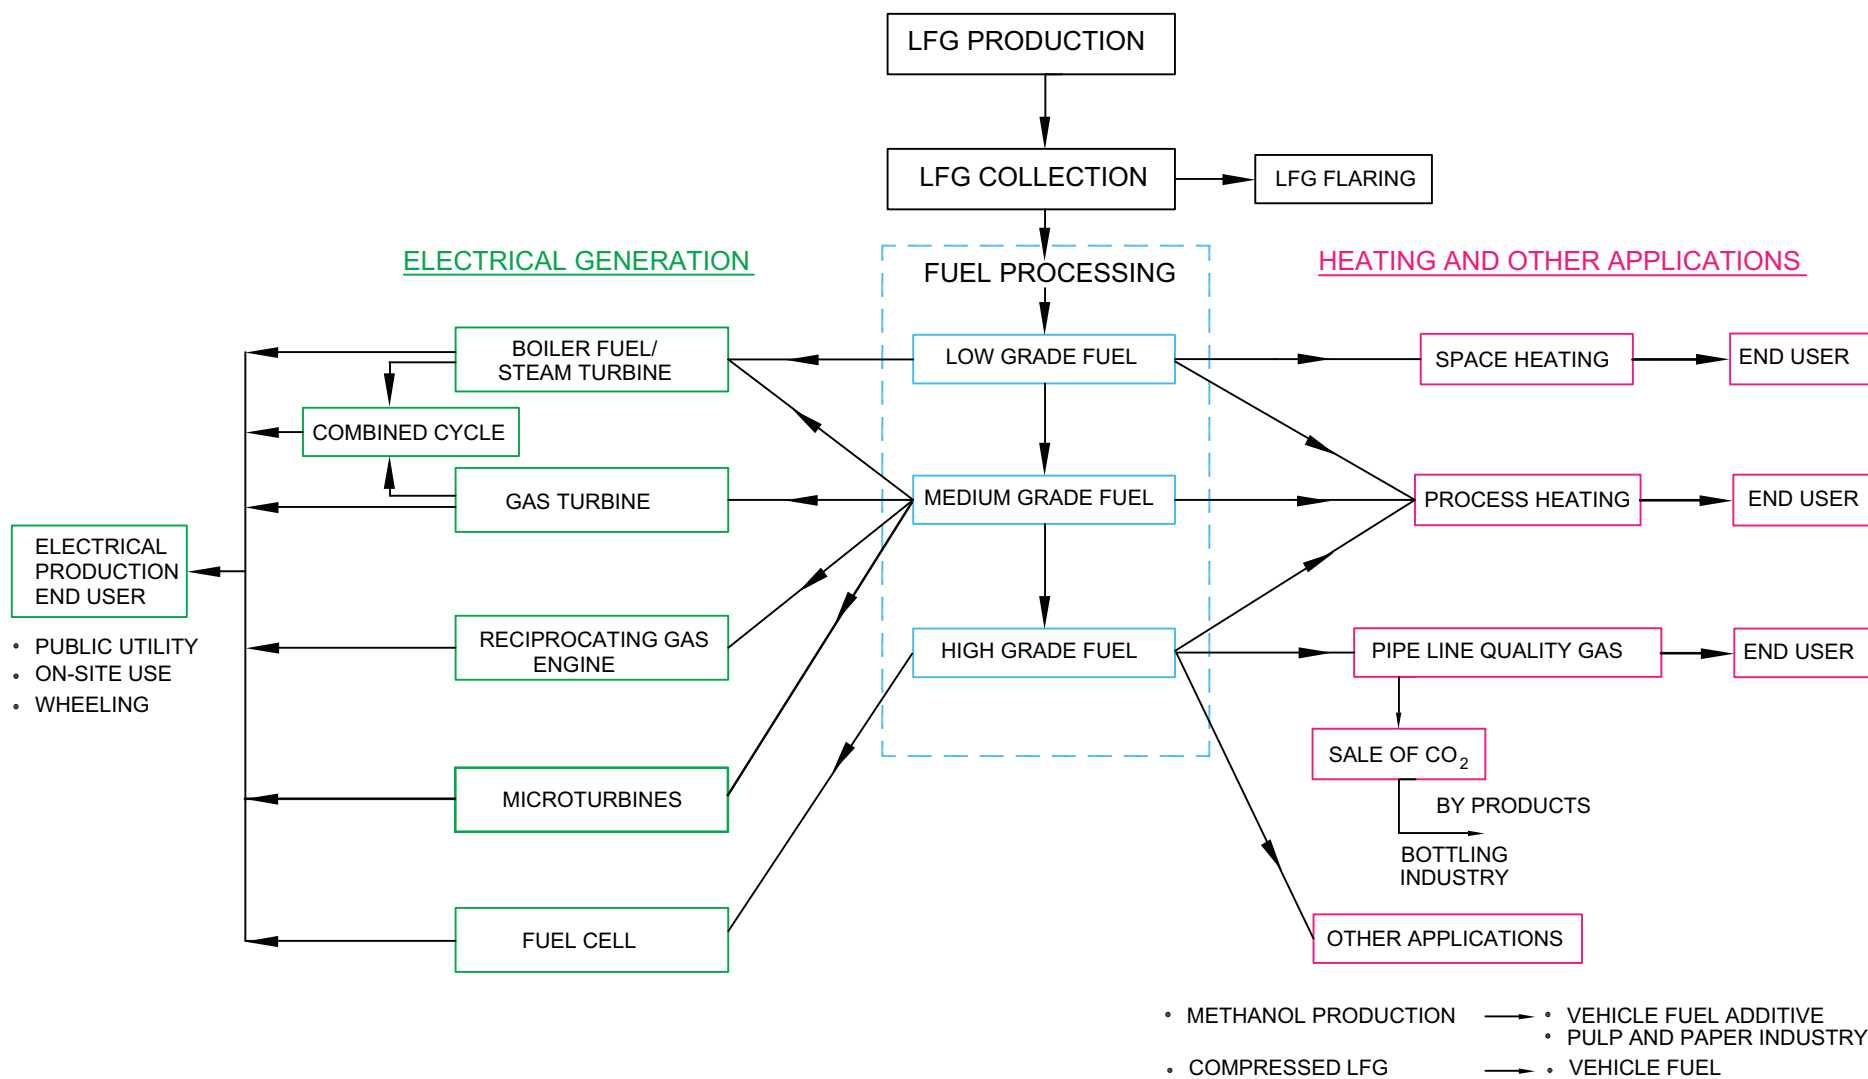 LFG PRODUCTION
LFG COLLECTION
LFG FLARING
ELECTRICAL GENERATION
FUEL PROCESSING
HEATING AND OTHER APPLICATIONS
BOILER FUEL/
STEAM TURBINE
LOW GRADE FUEL
SPACE HEATING
END USER
COMBINED CYCLE
GAS TURBINE
MEDIUM GRADE FUEL
PROCESS HEATING
END USER
ELECTRICAL
PRODUCTION
END USER
• PUBLIC UTILITY
• ON-SITE USE
• WHEELING
RECIPROCATING GAS
ENGINE
HIGH GRADE FUEL
PIPE LINE QUALITY GAS
END USER
SALE OF CO₂
BY PRODUCTS
BOTTLING
INDUSTRY
MICROTURBINES
FUEL CELL
OTHER APPLICATIONS
• METHANOL PRODUCTION
• VEHICLE FUEL ADDITIVE
• PULP AND PAPER INDUSTRY
• COMPRESSED LFG
• VEHICLE FUEL